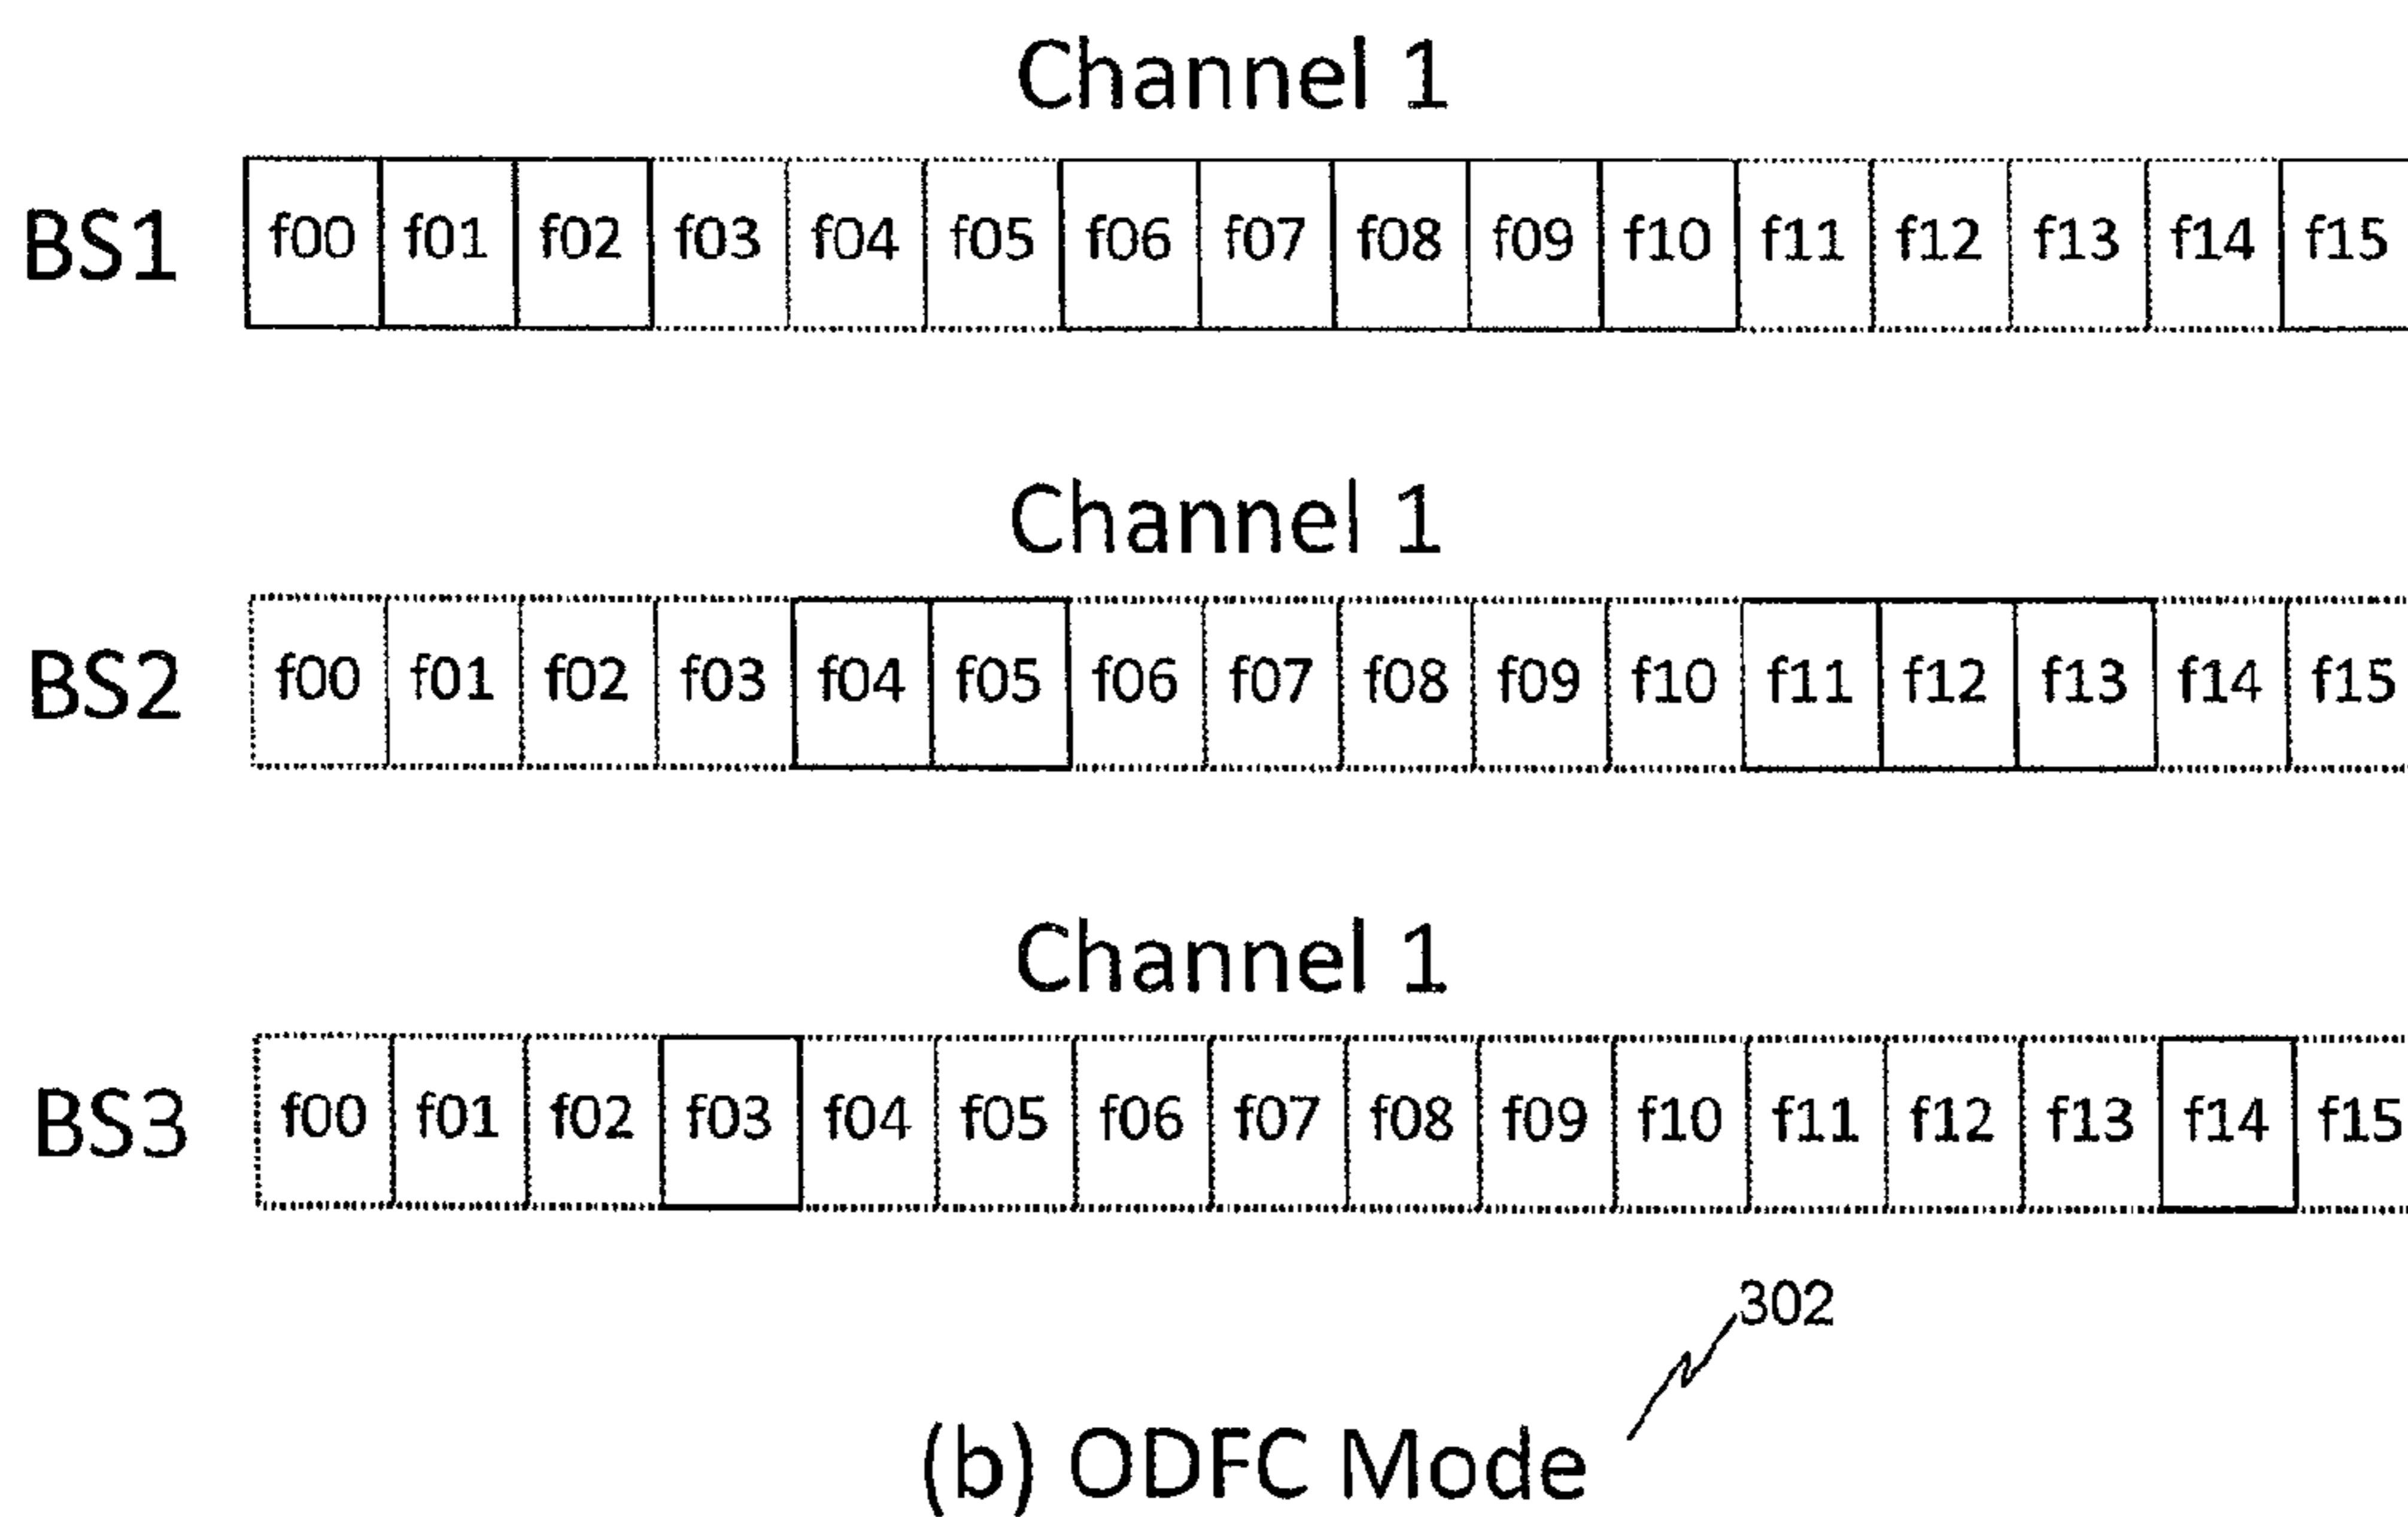 Channel 1
BS1 f00 f01 f02 f03 f04 f05 f06 f07 f08 f09 f10 f11 f12 f13 f14 f15
Channel 1
BS2 f00 f01 f02 f03 f04 f05 f06 f07 f08 f09 f10 f11 f12 f13 f14 f15
Channel 1
BS3 f00 f01 f02 f03 f04 f05 f06 f07 f08 f09 f10 f11 f12 f13 f14 f15
302
(b) ODFC Mode